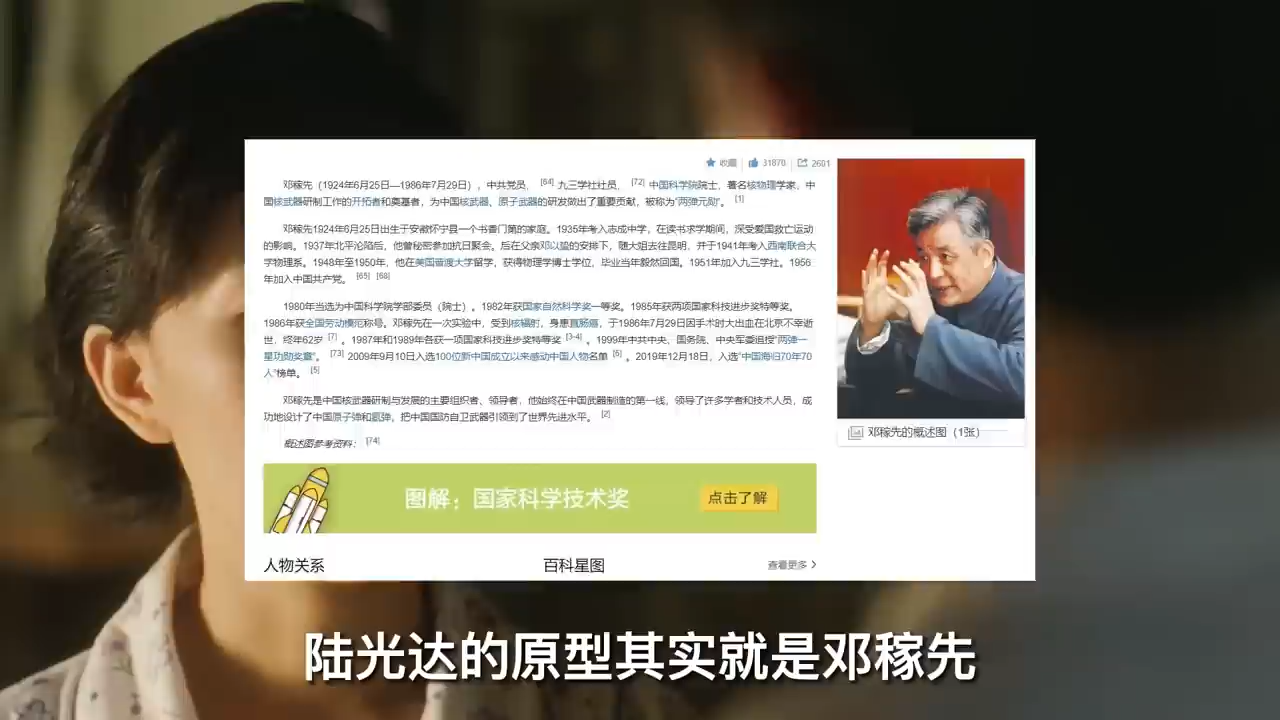 收藏 31870 2601
邓稼先（1924年6月25日—1986年7月29日），中共党员， [64] 九三学社社员， [72] 中国科学院院士，著名核物理学家，中
国核武器研制工作的开拓者和奠基者，为中国核武器、原子武器的研发做出了重要贡献，被称为“两弹元勋”。 [1]
邓稼先1924年6月25日出生于安徽怀宁县一个书香门第的家庭。1935年考入志成中学，在读书求学期间，深受爱国救亡运动
的影响。1937年北平沦陷后，他曾秘密参加抗日聚会。后在父亲邓以蛰的安排下，随大姐去往昆明，并于1941年考入西南联合大
学物理系。1948年至1950年，他在美国普渡大学留学，获得物理学博士学位，毕业当年毅然回国。1951年加入九三学社。1956
年加入中国共产党。 [65] [68]
1980年当选为中国科学院学部委员（院士）。1982年获国家自然科学奖一等奖。1985年获两项国家科技进步奖特等奖。
1986年获全国劳动模范称号。邓稼先在一次实验中，受到核辐射，身患直肠癌，于1986年7月29日因手术时大出血在北京不幸逝
世，终年62岁 [7] 。1987年和1989年各获一项国家科技进步奖特等奖 [3-4] 。1999年中共中央、国务院、中央军委追授“两弹一
星功勋奖章”。 [73] 2009年9月10日入选100位新中国成立以来感动中国人物名单 [6] 。2019年12月18日，入选“中国海归70年70
人”榜单。 [5]
邓稼先是中国核武器研制与发展的主要组织者、领导者，他始终在中国武器制造的第一线，领导了许多学者和技术人员，成
功地设计了中国原子弹和氢弹，把中国国防自卫武器引领到了世界先进水平。 [2]
概述图参考资料： [74]
邓稼先的概述图（1张）
图解：国家科学技术奖 点击了解
人物关系 百科星图 查看更多
陆光达的原型其实就是邓稼先